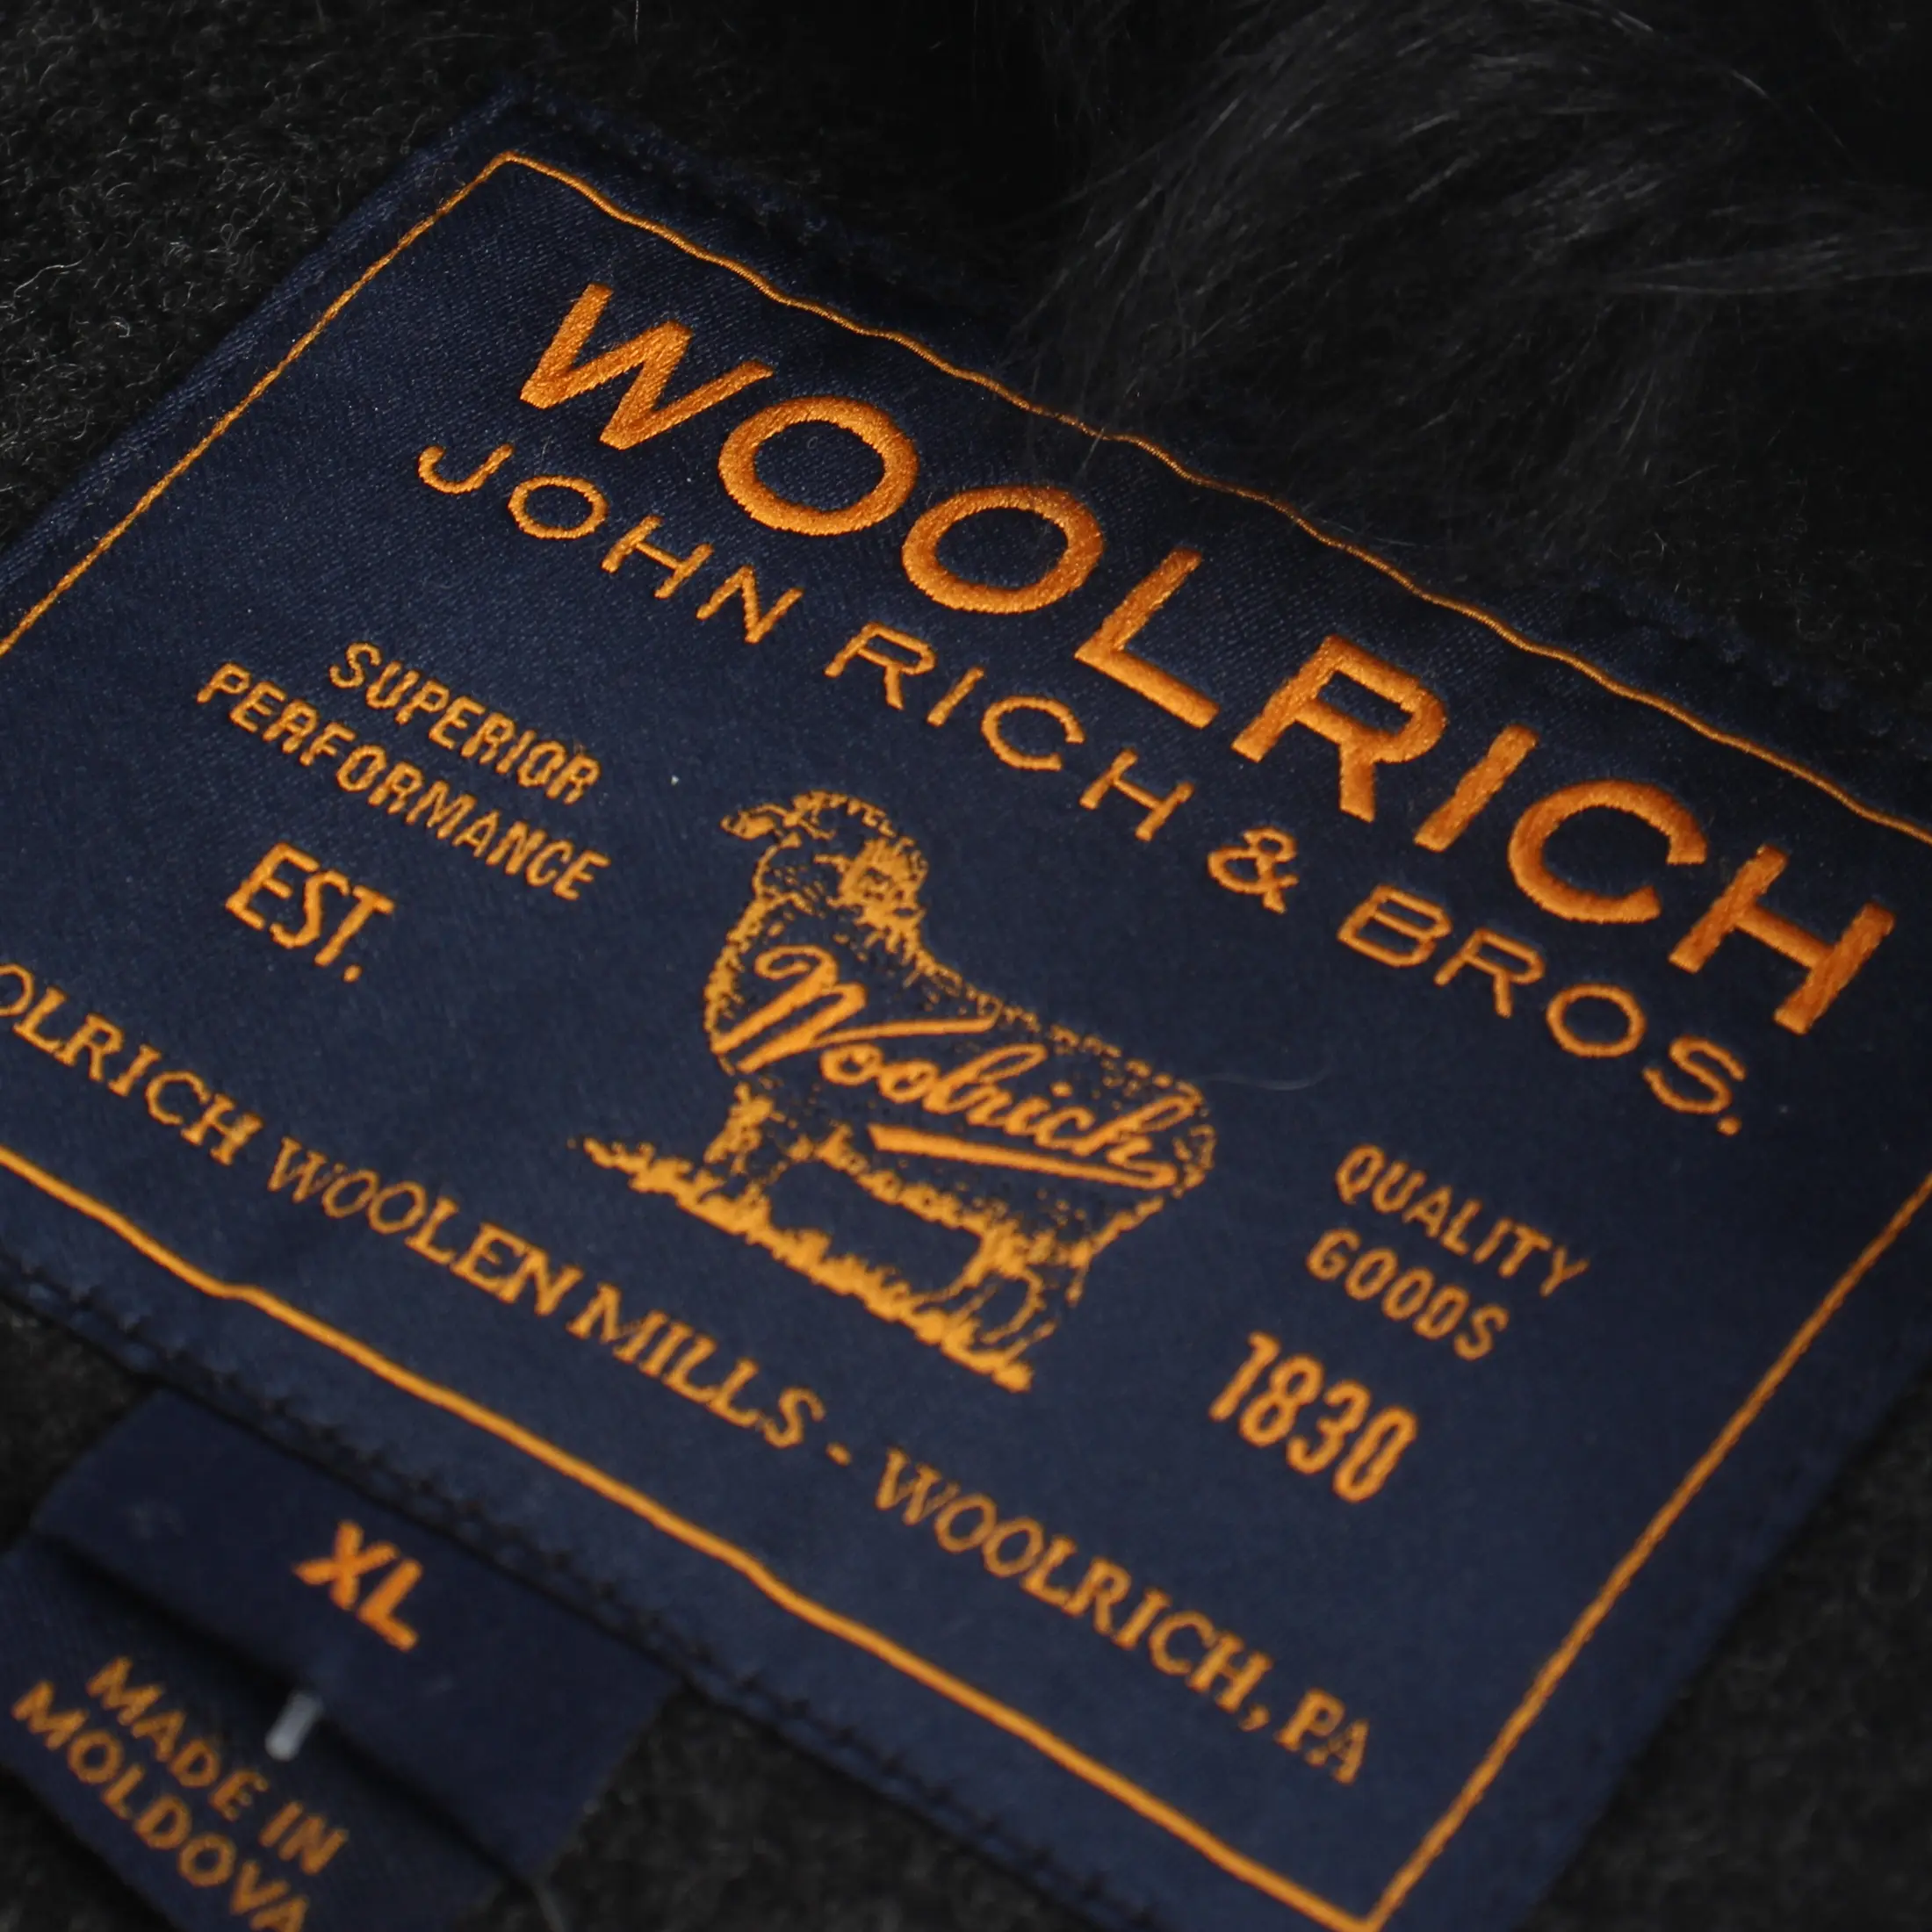 WOOLRICH
JOHN RICH & BROS.
SUPERIOR
PERFORMANCE
EST.
Woolrich
QUALITY
GOODS
1830
OLRICH WOOLEN MILLS - WOOLRICH, PA
XL
MADE IN
MOLDOVA